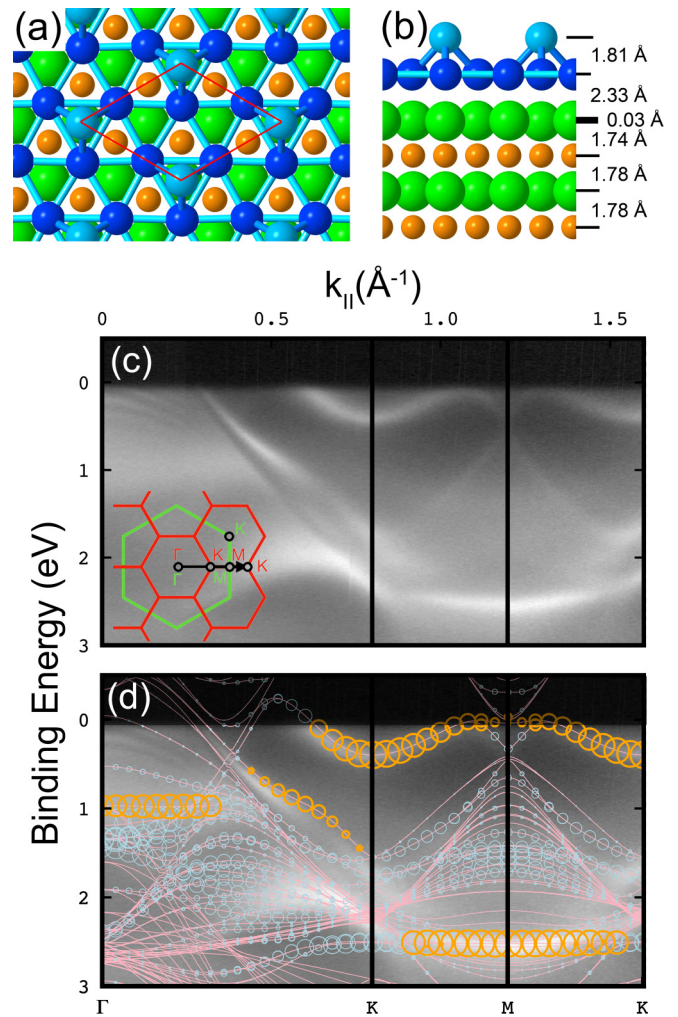 (a)
(b)
1.81 Å
2.33 Å
0.03 Å
1.74 Å
1.78 Å
1.78 Å
k||(Å-1)
0 0.5 1.0 1.5
(c)
0
1
2
3
K
Γ K M K
Γ M
Binding Energy (eV)
(d)
0
1
2
3
Γ K M K